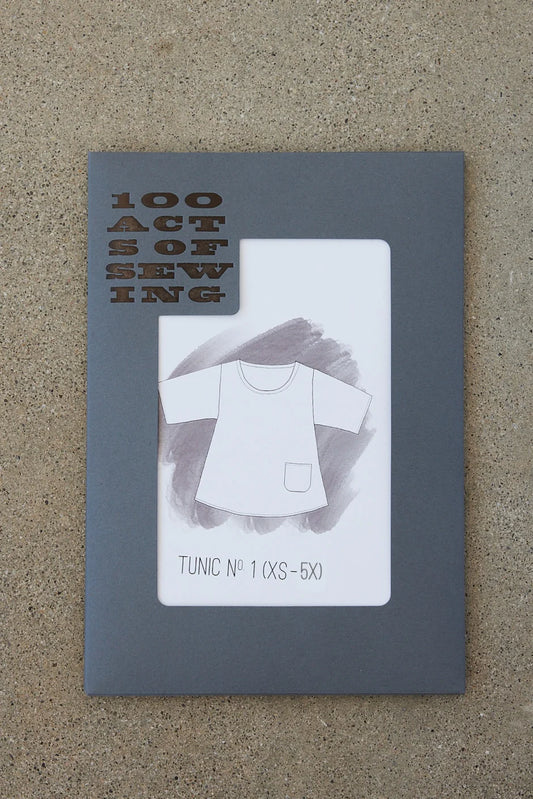 100
ACT
S OF
SEW
ING
TUNIC Nº 1 (XS-5X)